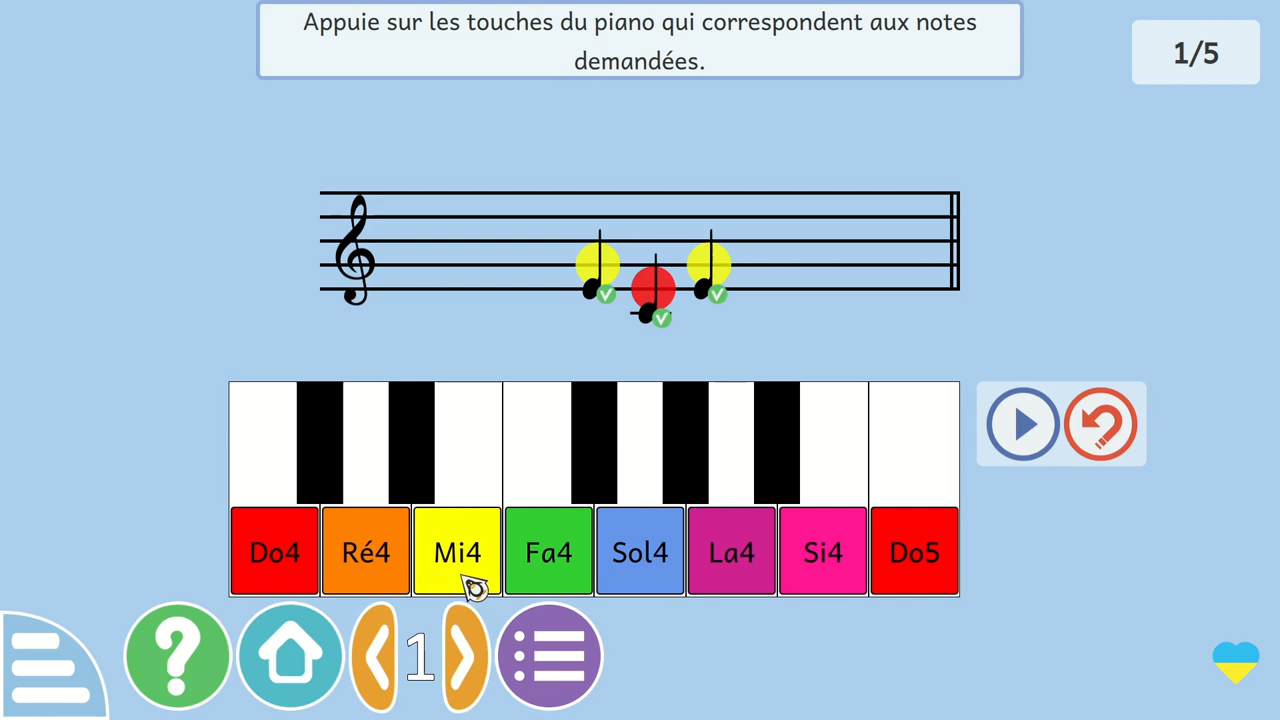 Appuie sur les touches du piano qui correspondent aux notes
demandées.
1/5
Do4 Ré4 Mi4 Fa4 Sol4 La4 Si4 Do5
? 1